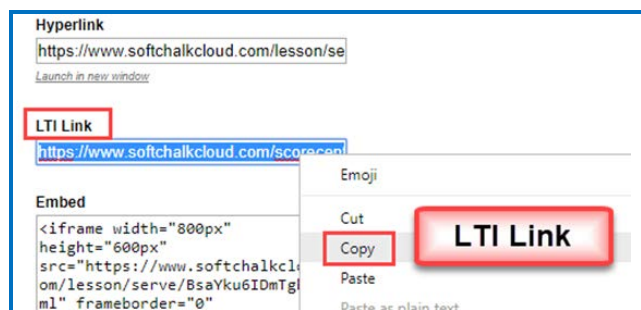 Hyperlink
https://www.softchalkcloud.com/lesson/se
Launch in new window
LTI Link
https://www.softchalkcloud.com/scorecen
Embed
<iframe width="800px"
height="600px"
src="https://www.softchalkcl
om/lesson/serve/BsaYku6IDmTg
ml" frameborder="0"
Emoji
Cut
Copy
Paste
Paste as plain text
LTI Link